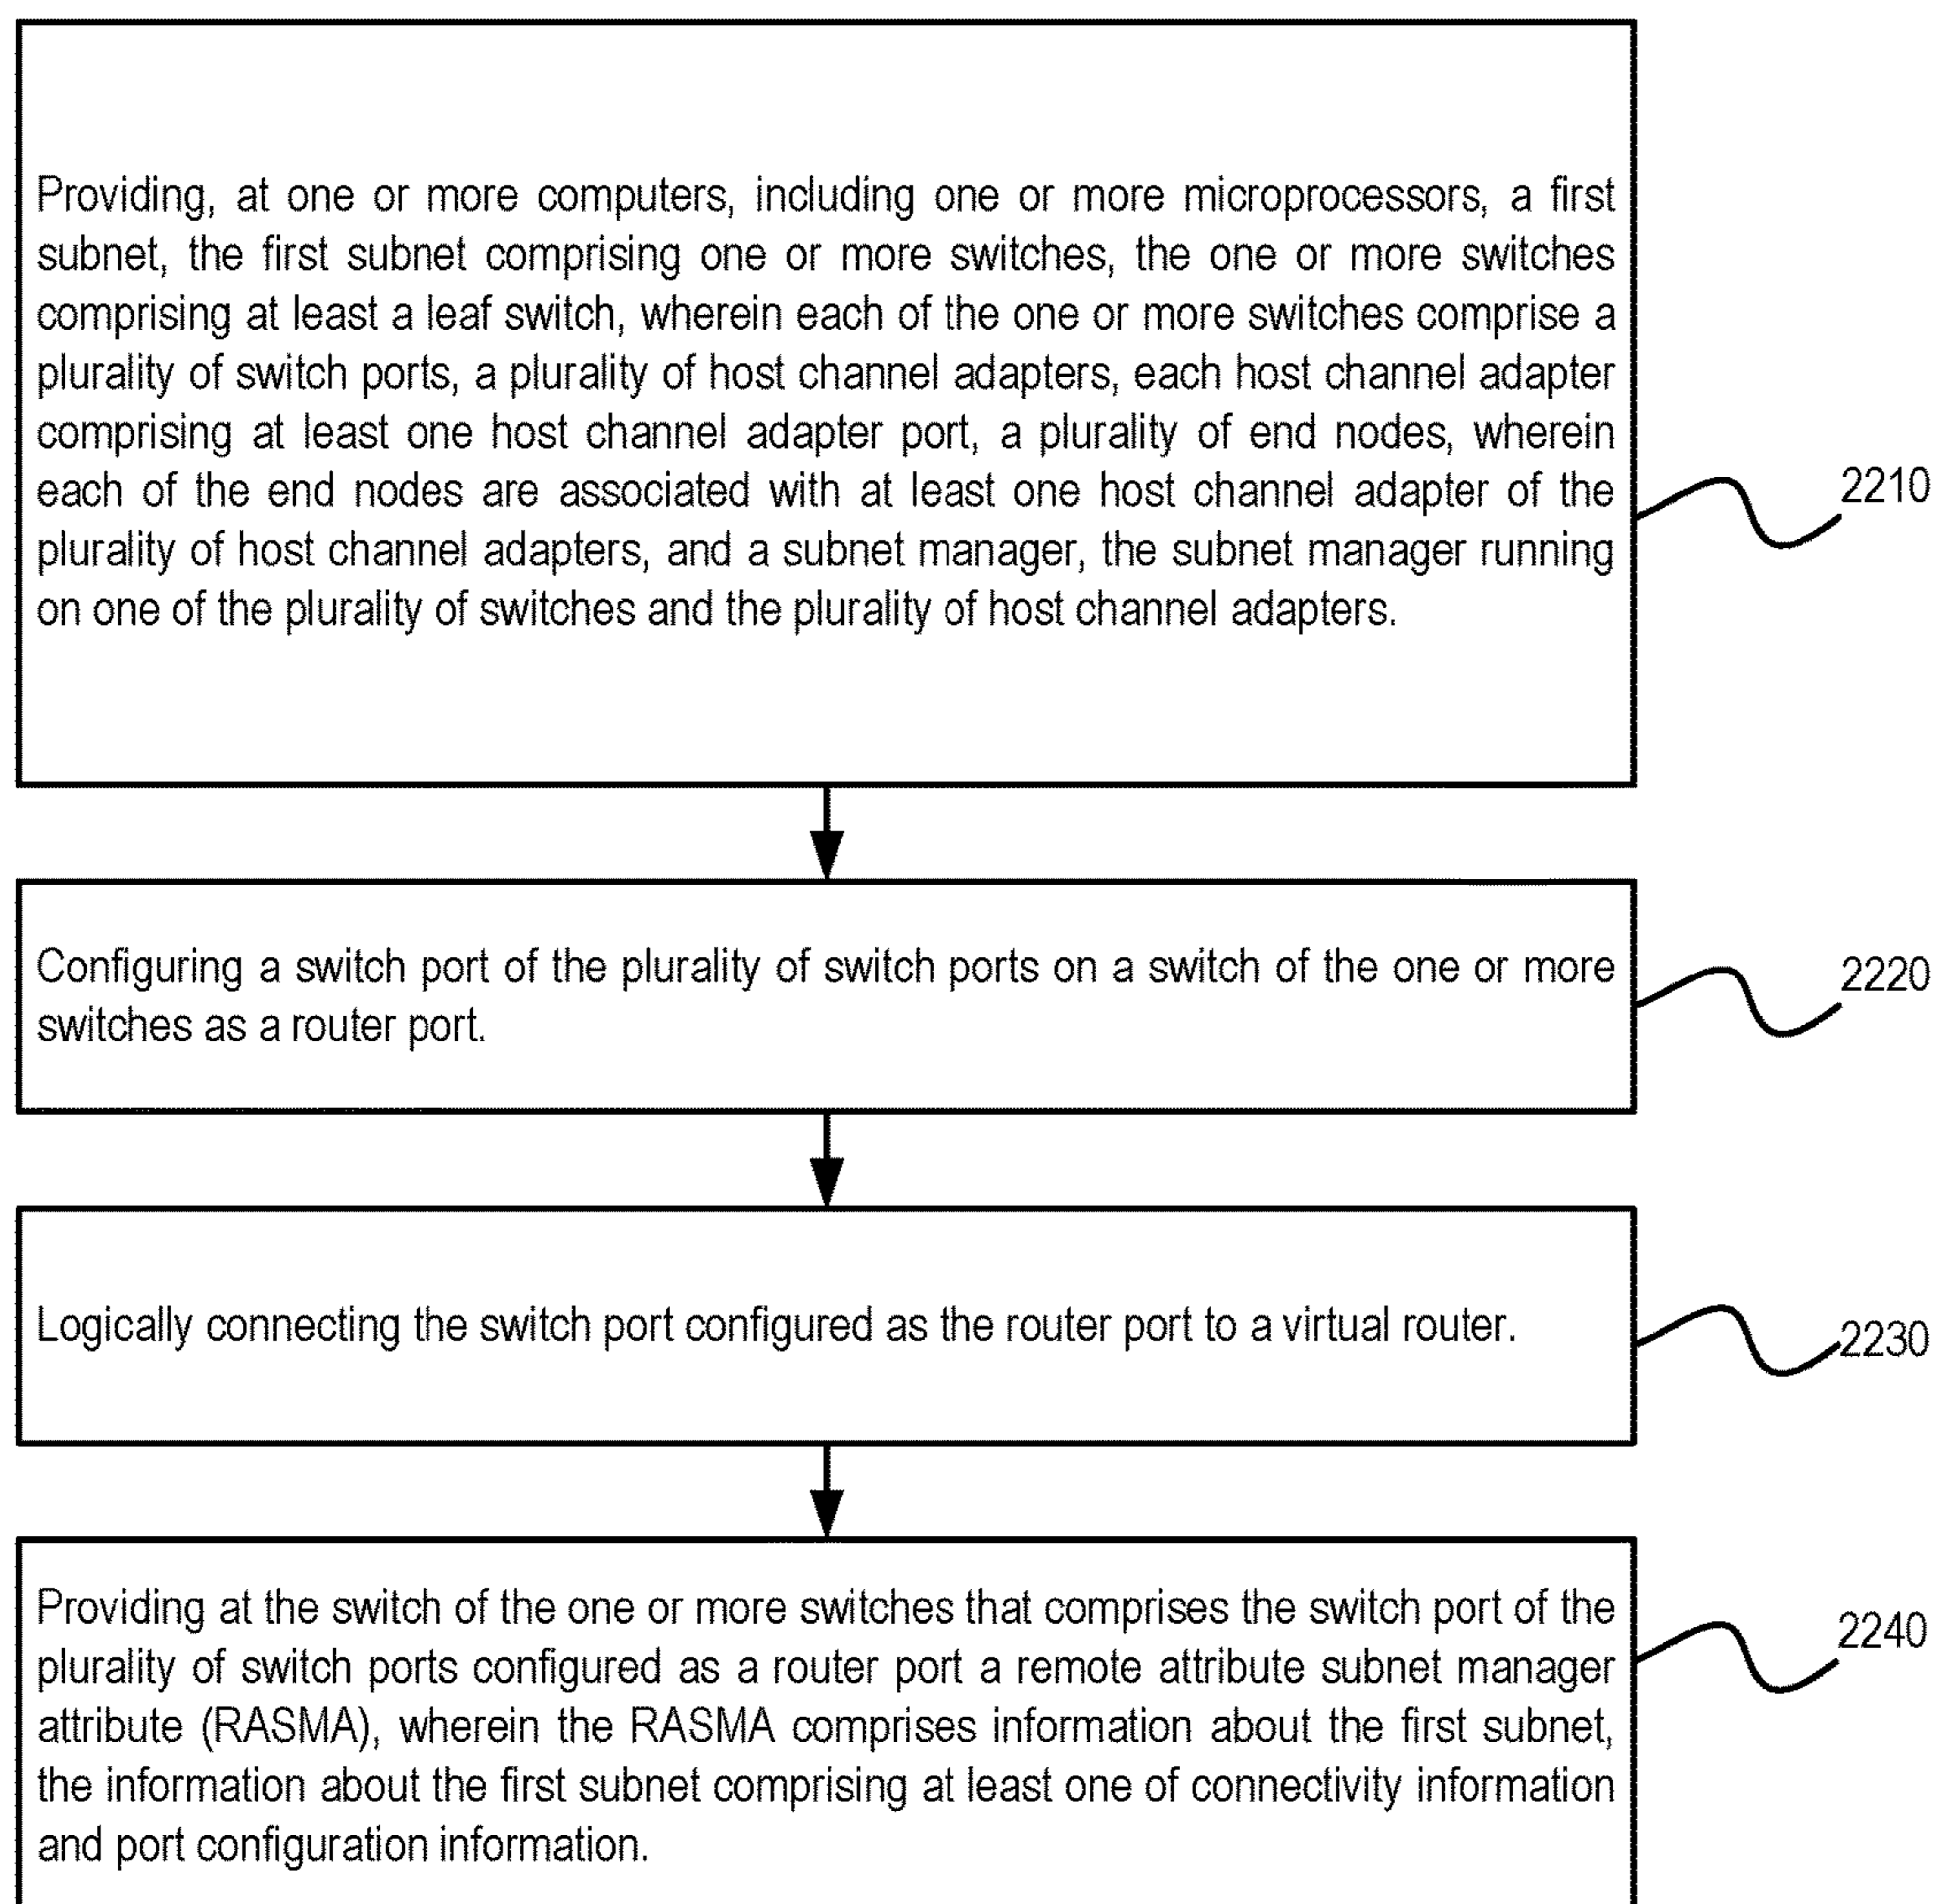 Providing, at one or more computers, including one or more microprocessors, a first
subnet, the first subnet comprising one or more switches, the one or more switches
comprising at least a leaf switch, wherein each of the one or more switches comprise a
plurality of switch ports, a plurality of host channel adapters, each host channel adapter
comprising at least one host channel adapter port, a plurality of end nodes, wherein
each of the end nodes are associated with at least one host channel adapter of the
plurality of host channel adapters, and a subnet manager, the subnet manager running
on one of the plurality of switches and the plurality of host channel adapters.
2210
Configuring a switch port of the plurality of switch ports on a switch of the one or more
switches as a router port.
2220
Logically connecting the switch port configured as the router port to a virtual router.
2230
Providing at the switch of the one or more switches that comprises the switch port of the
plurality of switch ports configured as a router port a remote attribute subnet manager
attribute (RASMA), wherein the RASMA comprises information about the first subnet,
the information about the first subnet comprising at least one of connectivity information
and port configuration information.
2240